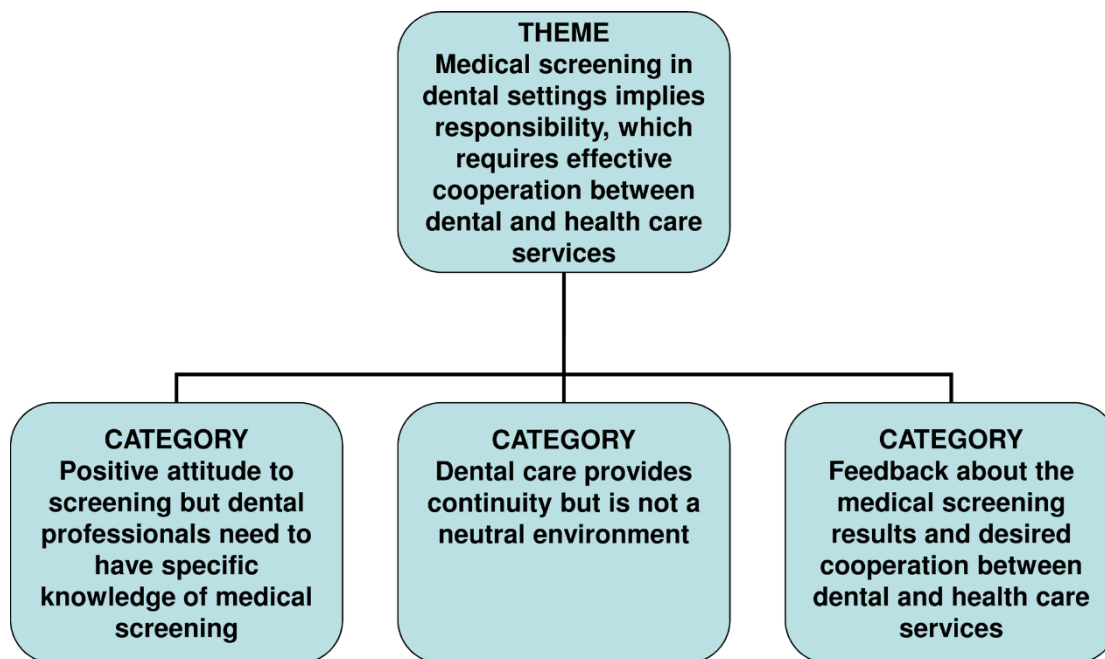 THEME
Medical screening in
dental settings implies
responsibility, which
requires effective
cooperation between
dental and health care
services
CATEGORY
Positive attitude to
screening but dental
professionals need to
have specific
knowledge of medical
screening
CATEGORY
Dental care provides
continuity but is not a
neutral environment
CATEGORY
Feedback about the
medical screening
results and desired
cooperation between
dental and health care
services